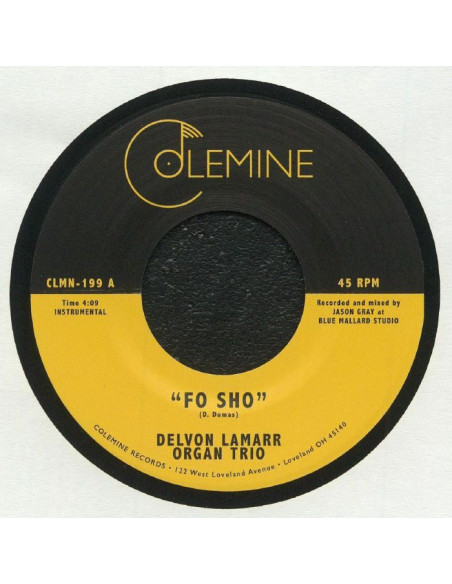 COLEMINE
CLMN-199 A
45 RPM
Time 4:09
INSTRUMENTAL
Recorded and mixed by
JASON GRAY at
BLUE MALLARD STUDIO
"FO SHO"
(D. Dumas)
DELVON LAMARR
ORGAN TRIO
COLEMINE RECORDS • 122 West Loveland Avenue • Loveland OH 45140